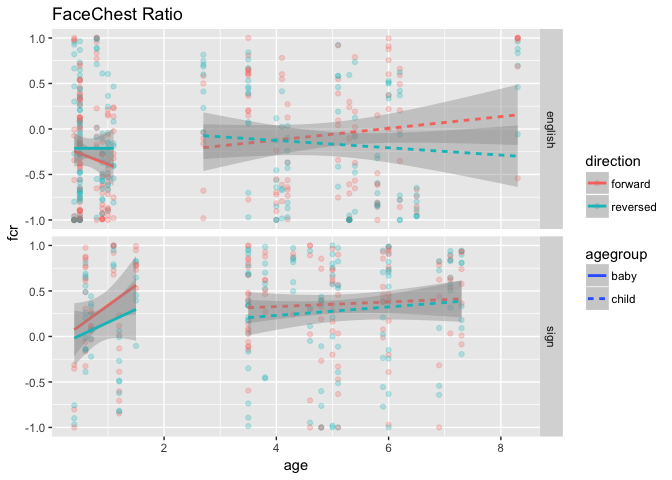 FaceChest Ratio
1.0
0.5
0.0
-0.5
-1.0
english
1.0
0.5
0.0
-0.5
-1.0
sign
fcr
2
4
6
8
age
direction
forward
reversed
agegroup
baby
child